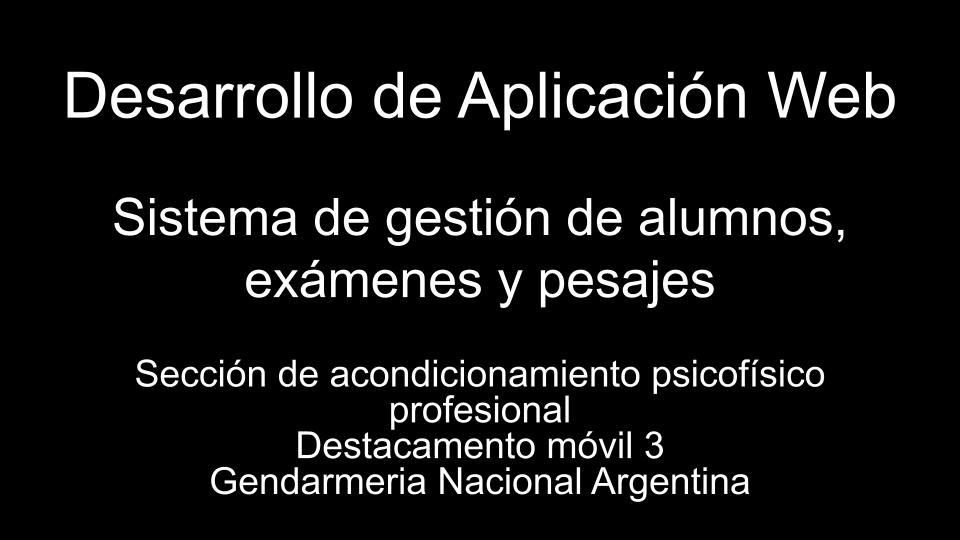 Desarrollo de Aplicación Web
Sistema de gestión de alumnos,
exámenes y pesajes
Sección de acondicionamiento psicofísico
profesional
Destacamento móvil 3
Gendarmeria Nacional Argentina